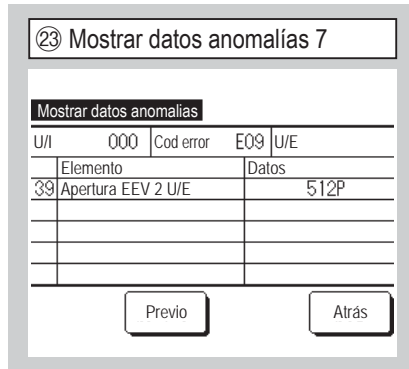 ㉓ Mostrar datos anomalías 7
Mostrar datos anomalias
U/I 000 Cod error E09 U/E
Elemento Datos
39 Apertura EEV 2 U/E 512P
Previo Atrás